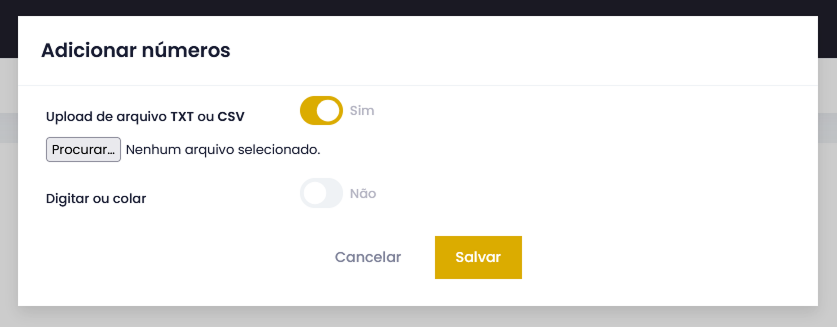 Adicionar números
Upload de arquivo TXT ou CSV
Sim
Procurar... Nenhum arquivo selecionado.
Digitar ou colar
Não
Cancelar
Salvar